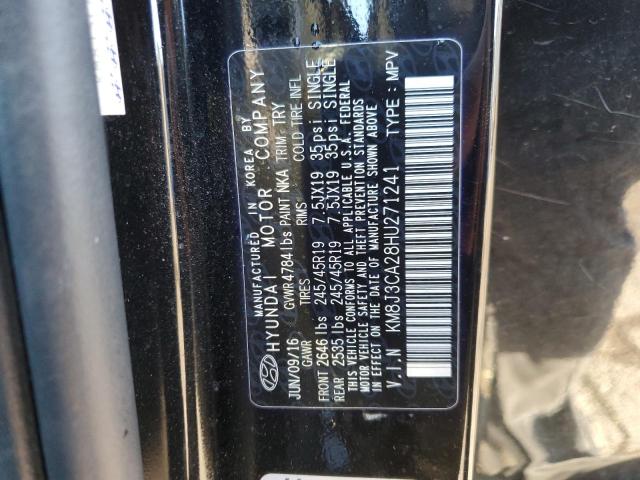 MANUFACTURED IN KOREA BY
HYUNDAI MOTOR COMPANY
JUN/09/16 GVWR4784lbs PAINT NKA TRIM TRY
GAWR TIRES RIMS COLD TIRE INFL
FRONT 2646 lbs 245/45R19 7.5JX19 35psi SINGLE
REAR 2535 lbs 245/45R19 7.5JX19 35psi SINGLE
THIS VEHICLE CONFORMS TO ALL APPLICABLE U.S.A. FEDERAL
MOTOR VEHICLE SAFETY AND THEFT PREVENTION STANDARDS
IN EFFECT ON THE DATE OF MANUFACTURE SHOWN ABOVE
V.I.N KM8J3CA28HU271241 TYPE : MPV